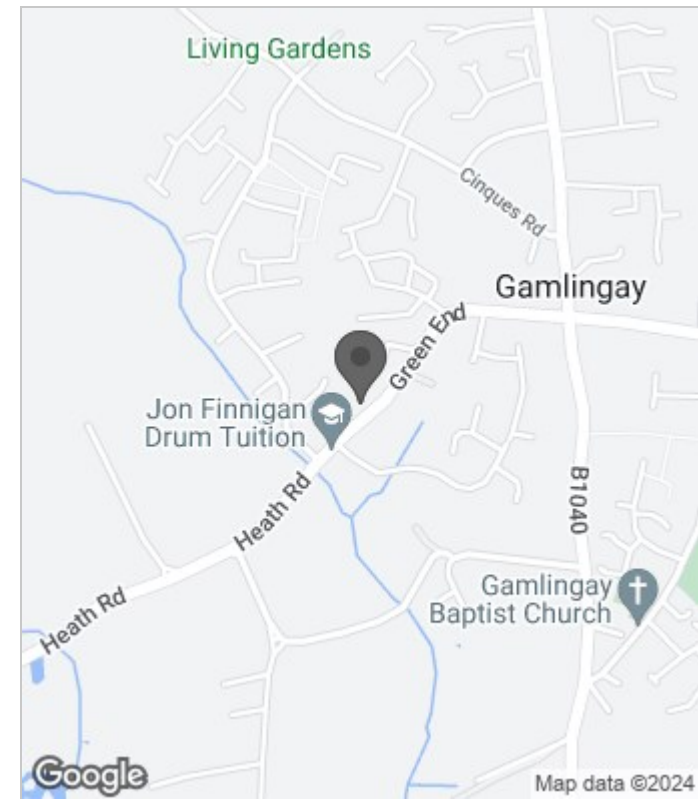 Living Gardens
Cinques Rd
Gamlingay
Green End
Jon Finnigan
Drum Tuition
Heath Rd
B1040
Heath Rd
Gamlingay
Baptist Church
Google
Map data ©2024